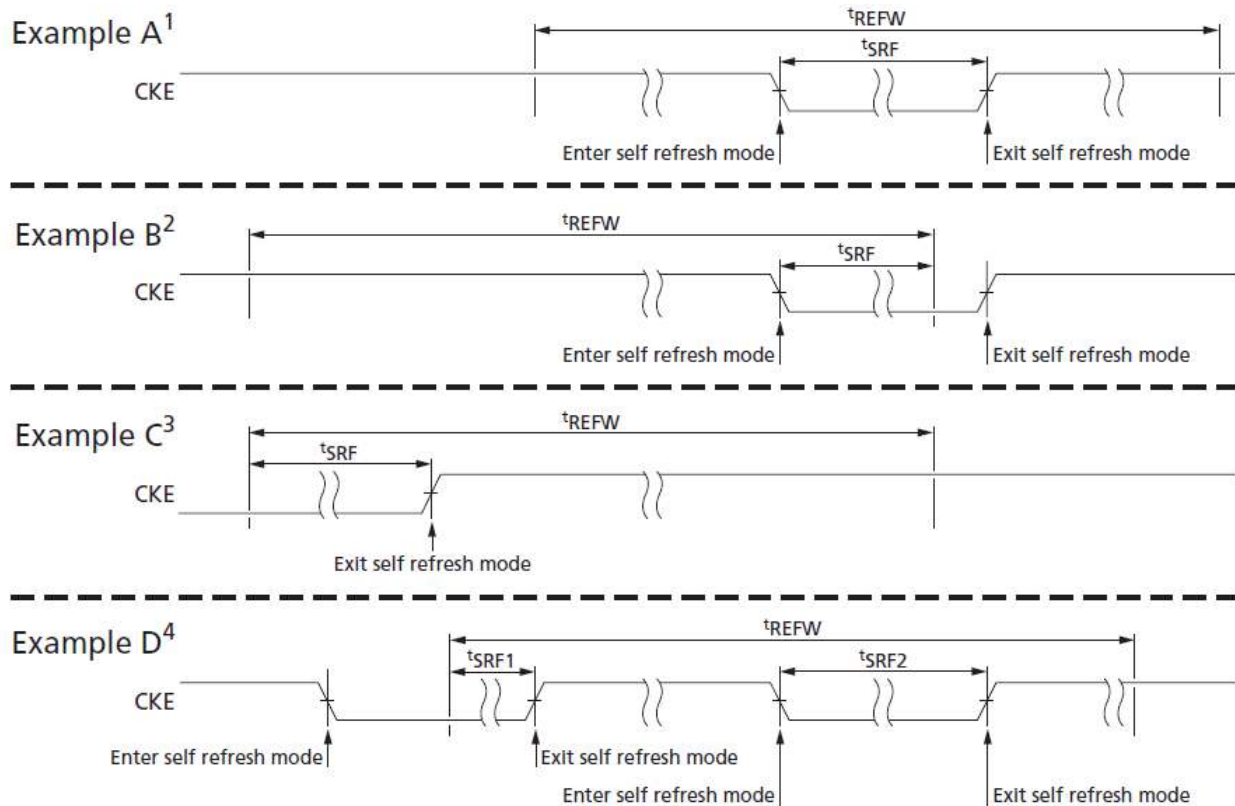 Example A¹
tREFW
tSRF
CKE
Enter self refresh mode
Exit self refresh mode
Example B²
tREFW
tSRF
CKE
Enter self refresh mode
Exit self refresh mode
Example C³
tREFW
tSRF
CKE
Exit self refresh mode
Example D⁴
tREFW
tSRF1
tSRF2
CKE
Enter self refresh mode
Exit self refresh mode
Enter self refresh mode
Exit self refresh mode